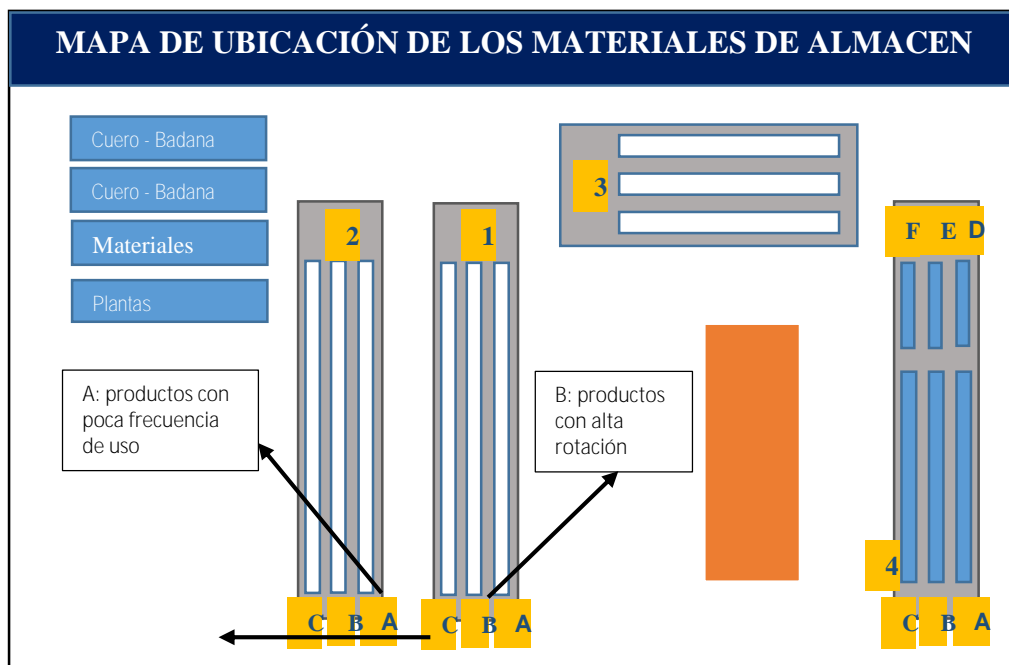 MAPA DE UBICACIÓN DE LOS MATERIALES DE ALMACEN
Cuero - Badana
Cuero - Badana
Materiales
Plantas
2
1
3
F E D
A: productos con
poca frecuencia
de uso
B: productos
con alta
rotación
4
C B A
C B A
C B A